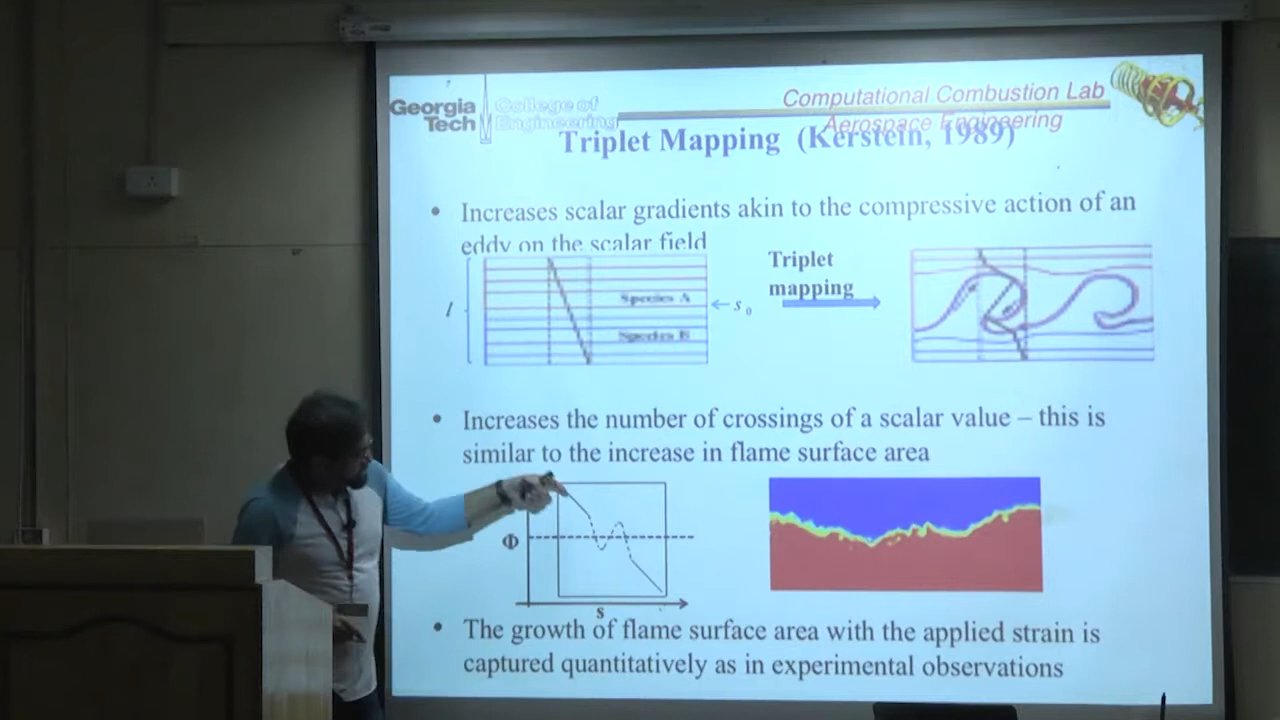 Georgia Tech
College of Engineering
Computational Combustion Lab
Aerospace Engineering
Triplet Mapping (Kerstein, 1989)
• Increases scalar gradients akin to the compressive action of an
eddy on the scalar field
l
Species A
Species B
s0
Triplet
mapping
• Increases the number of crossings of a scalar value – this is
similar to the increase in flame surface area
Φ
s
• The growth of flame surface area with the applied strain is
captured quantitatively as in experimental observations